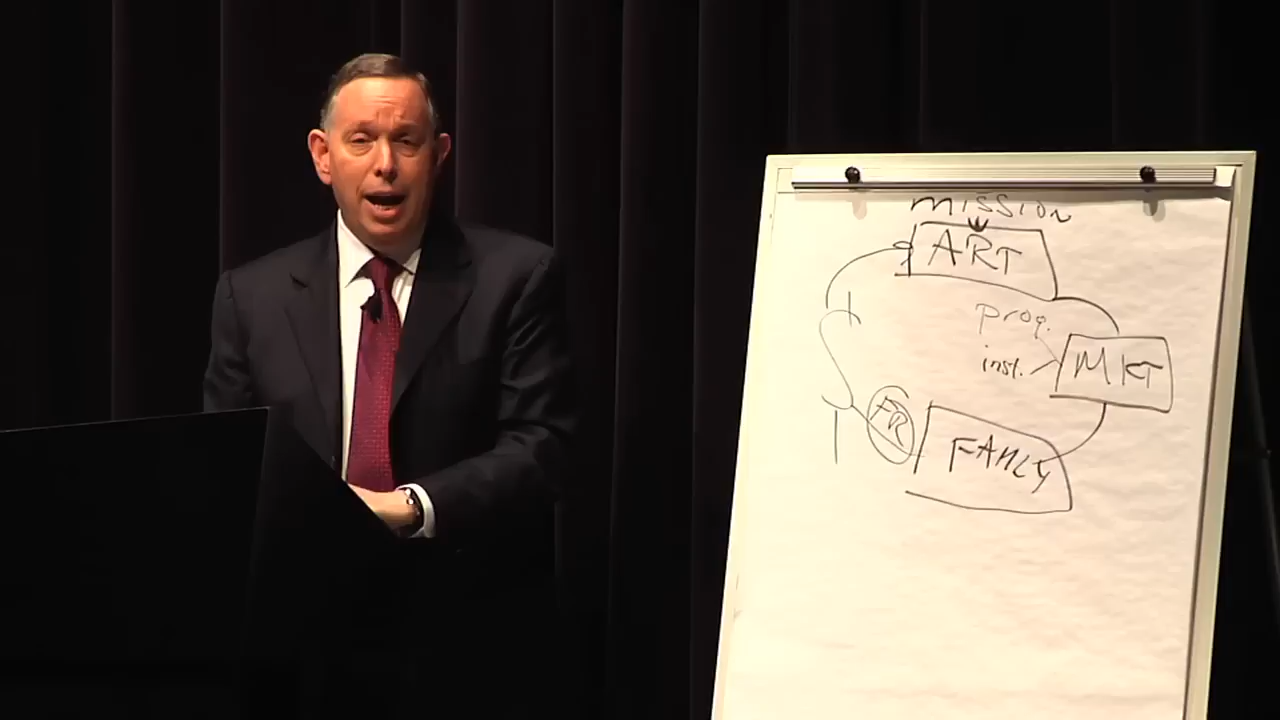 mission
ART
prog.
inst.
MKT
FR
FAMLY